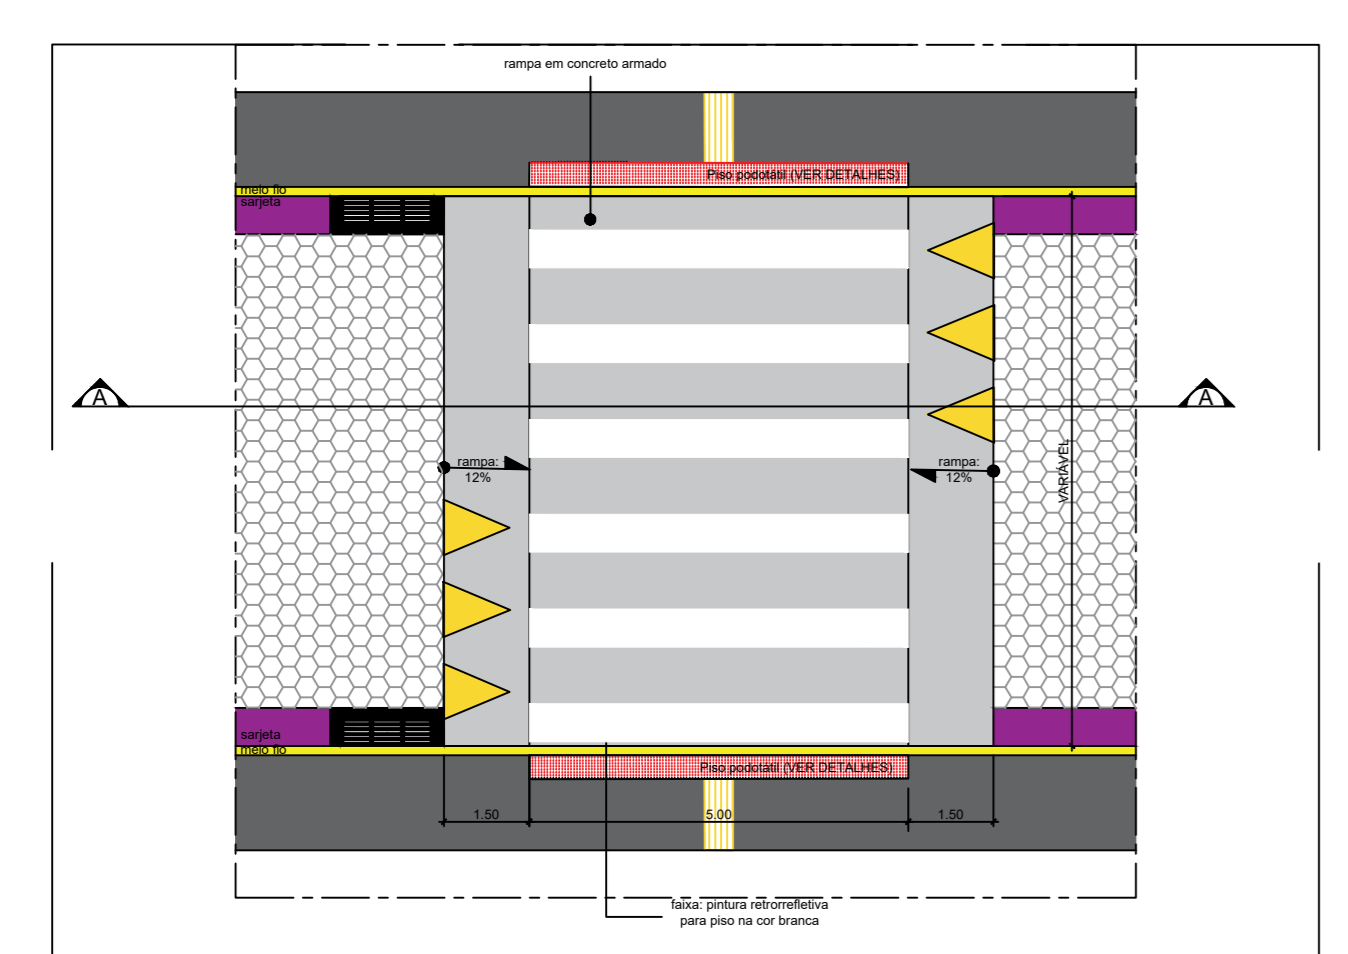 rampa em concreto armado
Piso podotátil (VER DETALHES)
meio fio
sarjeta
A
A
rampa:
12%
rampa:
12%
VARIÁVEL
sarjeta
meio fio
Piso podotátil (VER DETALHES)
1.50
5.00
1.50
faixa: pintura retrorrefletiva
para piso na cor branca